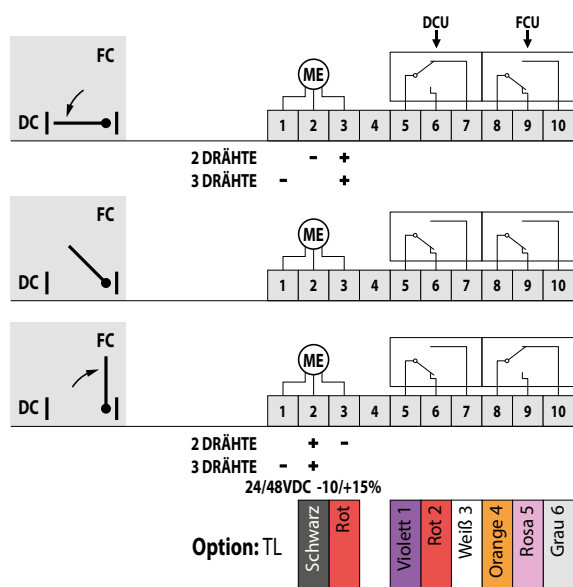 DCU FCU
FC
ME
DC
1 2 3 4 5 6 7 8 9 10
2 DRÄHTE - +
3 DRÄHTE - +
FC
ME
DC
1 2 3 4 5 6 7 8 9 10
FC
ME
DC
1 2 3 4 5 6 7 8 9 10
2 DRÄHTE + -
3 DRÄHTE - +
24/48VDC -10/+15%
Option: TL Schwarz Rot Violett 1 Rot 2 Weiß 3 Orange 4 Rosa 5 Grau 6